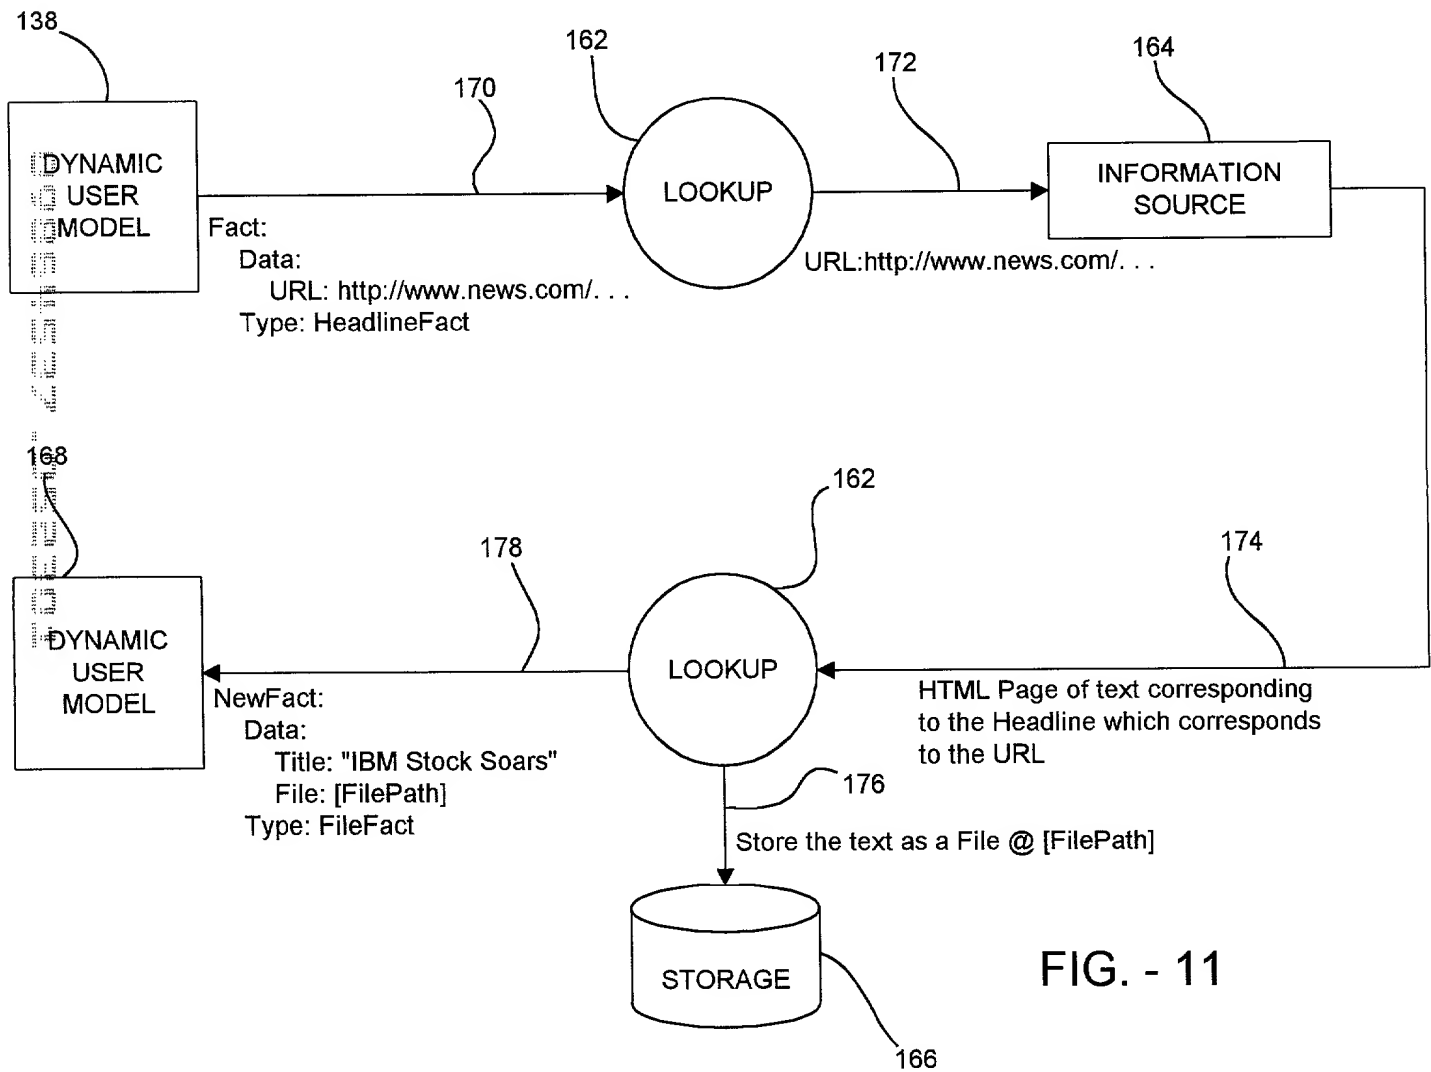 138
162
172
164
170
DYNAMIC
USER
MODEL
LOOKUP
INFORMATION
SOURCE
Fact:
Data:
URL: http://www.news.com/. . .
Type: HeadlineFact
URL:http://www.news.com/. . .
168
162
178
174
DYNAMIC
USER
MODEL
LOOKUP
NewFact:
Data:
Title: "IBM Stock Soars"
File: [FilePath]
Type: FileFact
HTML Page of text corresponding
to the Headline which corresponds
to the URL
176
Store the text as a File @ [FilePath]
STORAGE
166
FIG. - 11